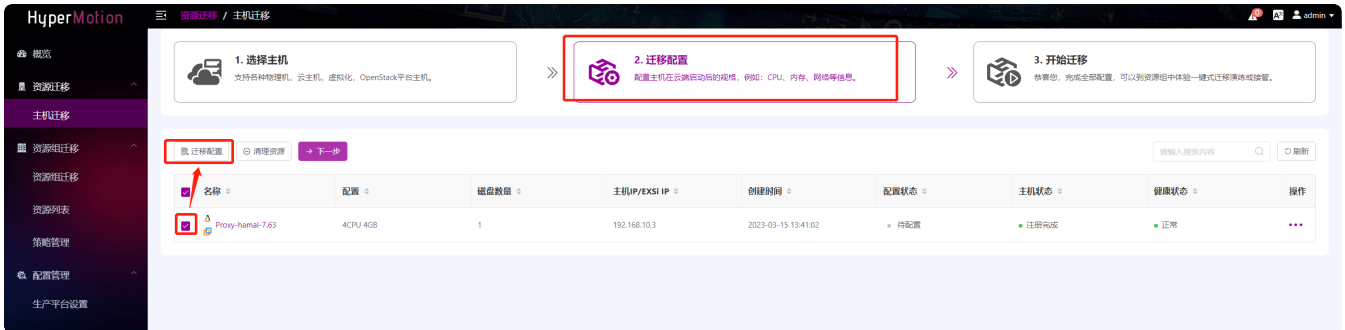 HyperMotion
资源迁移 / 主机迁移
admin
概览
资源迁移
主机迁移
资源组迁移
资源组迁移
资源列表
策略管理
配置管理
生产平台设置
1. 选择主机
支持各种物理机，云主机，虚拟化，OpenStack平台主机。
2. 迁移配置
配置主机在云端启动后的规格，例如：CPU、内存、网络等信息。
3. 开始迁移
恭喜您，完成全部配置，可以到资源组中体验一键式迁移演练或接管。
迁移配置 清理资源 下一步 请输入搜索内容 刷新
名称 配置 磁盘数量 主机IP/EXSi IP 创建时间 配置状态 主机状态 健康状态 操作
Proxy-hamal-7.63 4CPU 4GB 1 192.168.10.3 2023-03-15 13:41:02 待配置 注册完成 正常